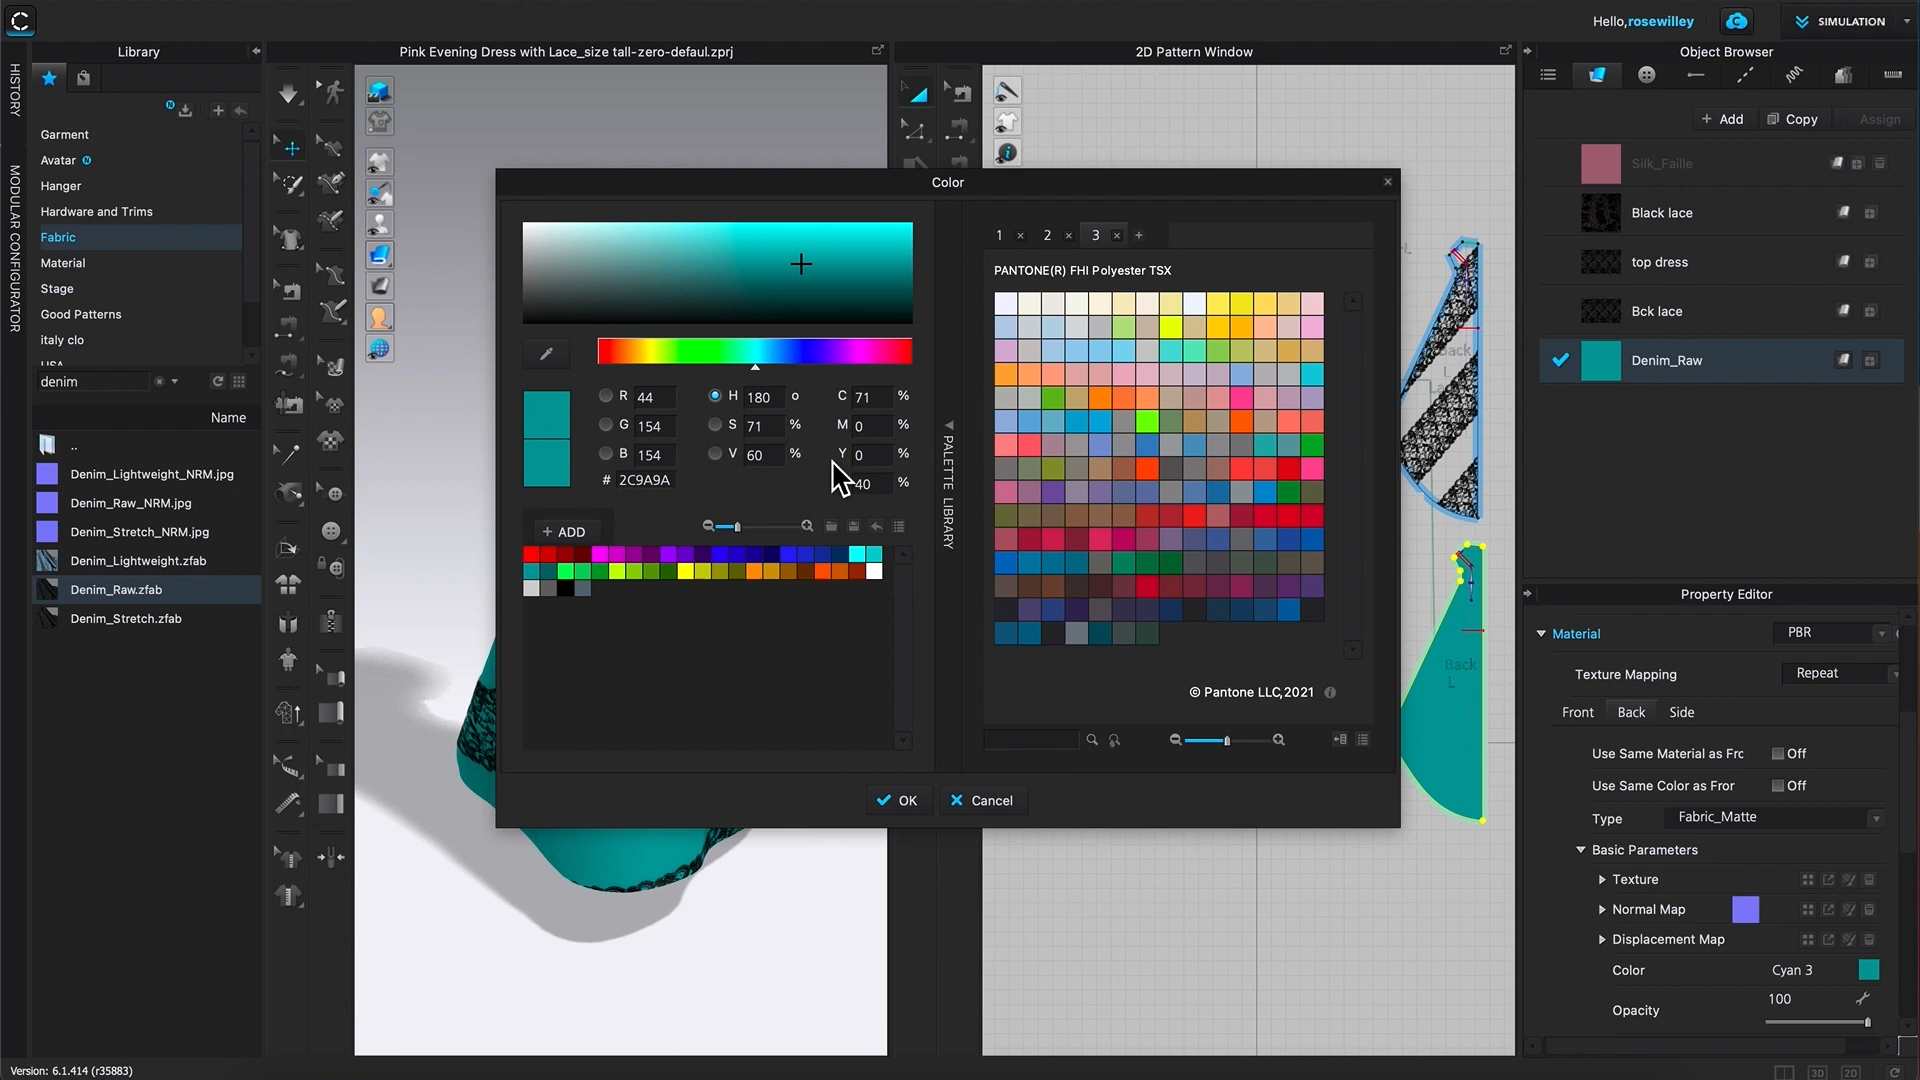 Hello,rosewilley
SIMULATION
Library
Pink Evening Dress with Lace_size tall-zero-defaul.zprj
2D Pattern Window
Object Browser
HISTORY
MODULAR CONFIGURATOR
Garment
Avatar N
Hanger
Hardware and Trims
Fabric
Material
Stage
Good Patterns
italy clo
USA
denim
Name
..
Denim_Lightweight_NRM.jpg
Denim_Raw_NRM.jpg
Denim_Stretch_NRM.jpg
Denim_Lightweight.zfab
Denim_Raw.zfab
Denim_Stretch.zfab
Color
R 44
H 180 o
C 71 %
G 154
S 71 %
M 0 %
B 154
V 60 %
Y 0 %
# 2C9A9A
40 %
+ ADD
PALETTE LIBRARY
1 × 2 × 3 × +
PANTONE(R) FHI Polyester TSX
© Pantone LLC,2021
OK
Cancel
Back
L
Back
L
+ Add
Copy
Assign
Silk_Faille
Black lace
top dress
Bck lace
Denim_Raw
Property Editor
Material
PBR
Texture Mapping
Repeat
Front
Back
Side
Use Same Material as Frc
Off
Use Same Color as Fror
Off
Type
Fabric_Matte
Basic Parameters
Texture
Normal Map
Displacement Map
Color
Cyan 3
Opacity
100
Version: 6.1.414 (r35883)
3D
2D